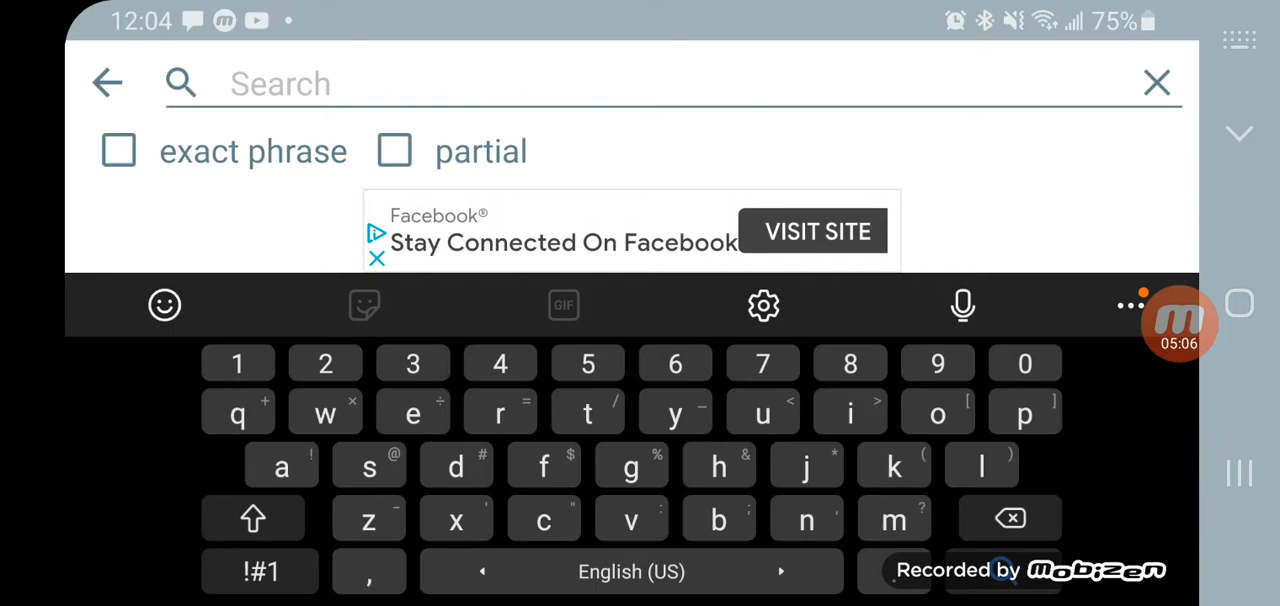 12:04 75%
Search
exact phrase partial
Facebook®
Stay Connected On Facebook
VISIT SITE
GIF
05:06
1 2 3 4 5 6 7 8 9 0
q + w × e ÷ r = t / y _ u < i > o [ p ]
a ! s @ d # f $ g % h & j * k ( l )
z - x ' c " v : b ; n , m ?
!#1 , English (US)
Recorded by mobizen